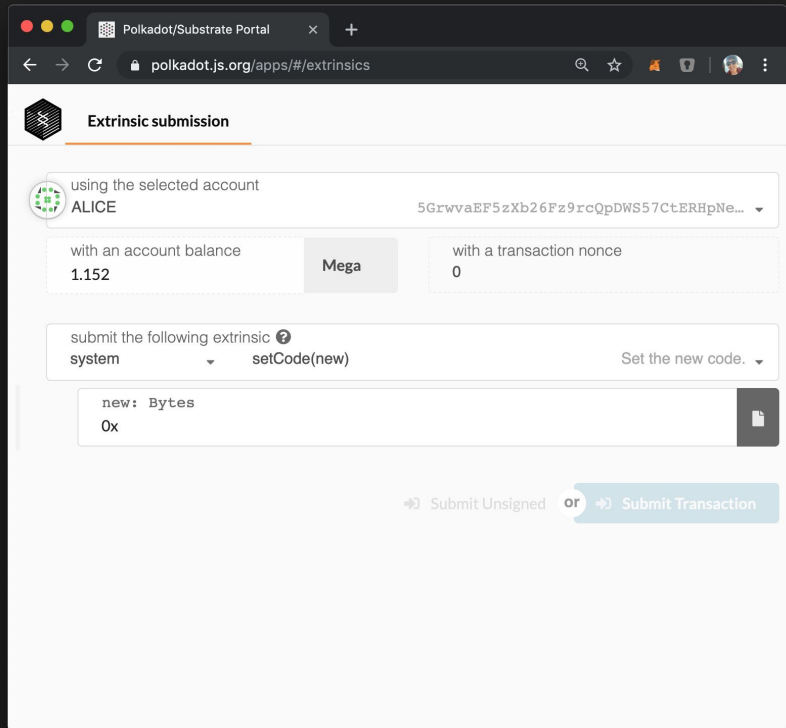 Polkadot/Substrate Portal
polkadot.js.org/apps/#/extrinsics
Extrinsic submission
using the selected account
ALICE 5GrwvaEF5zXb26Fz9rcQpDWS57CtERHpNe…
with an account balance with a transaction nonce
1.152 Mega 0
submit the following extrinsic
system setCode(new) Set the new code.
new: Bytes
0x
Submit Unsigned or Submit Transaction